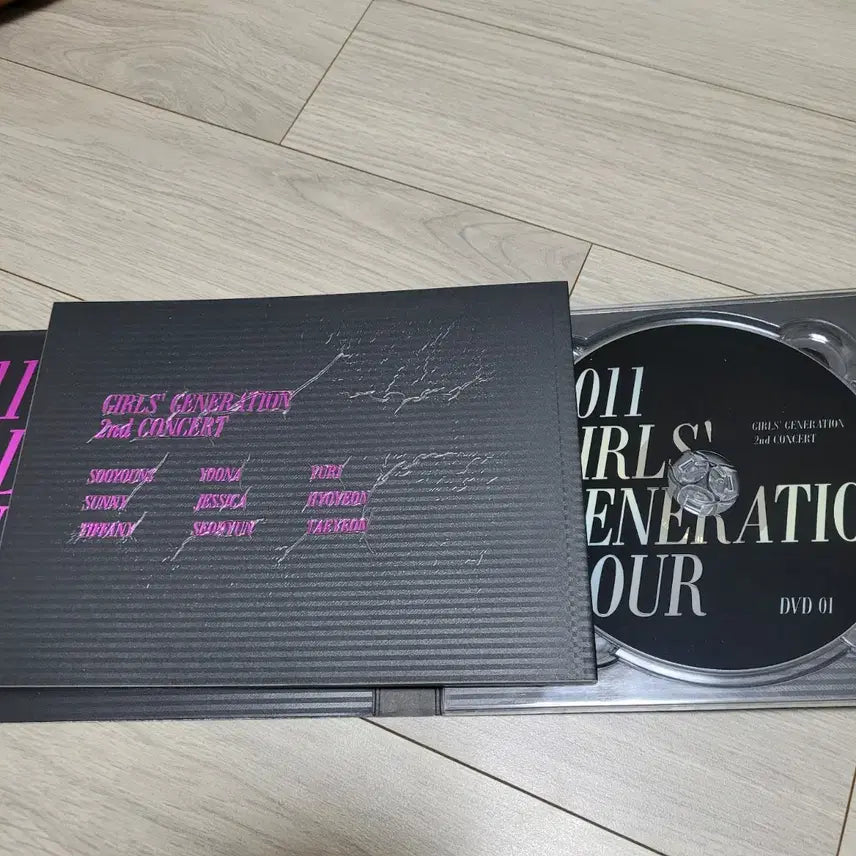 11
GIRLS' GENERATION
2nd CONCERT
SOOYOUNG YOONA YURI
SUNNY JESSICA HYOYEON
TIFFANY SEOHYUN TAEYEON
011
IRLS'
ENERATIO
OUR
GIRLS' GENERATION
2nd CONCERT
DVD 01